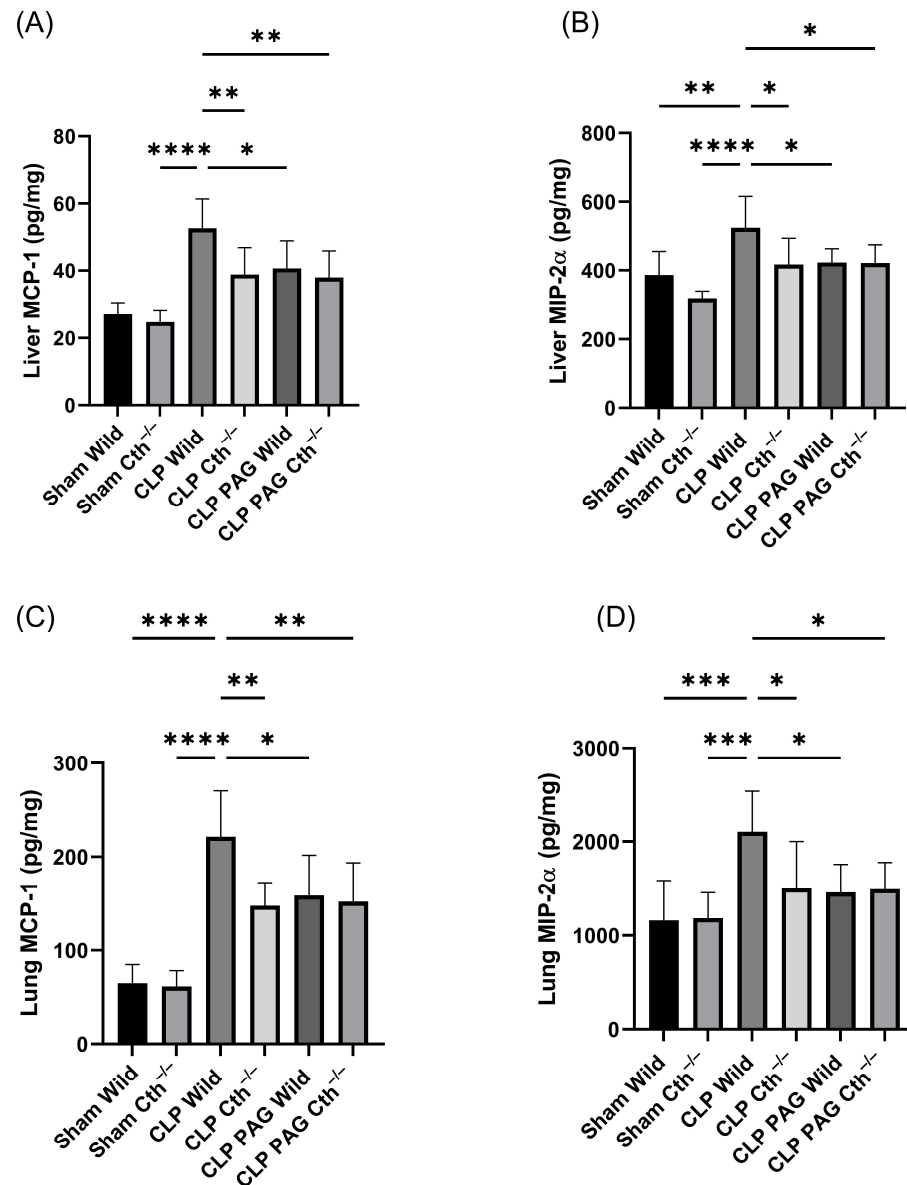 (A)
**
**
**** *
Liver MCP-1 (pg/mg)
80
60
40
20
0
Sham Wild
Sham Cth⁻/⁻
CLP Wild
CLP Cth⁻/⁻
CLP PAG Wild
CLP PAG Cth⁻/⁻
(B)
*
** *
**** *
Liver MIP-2α (pg/mg)
800
600
400
200
0
Sham Wild
Sham Cth⁻/⁻
CLP Wild
CLP Cth⁻/⁻
CLP PAG Wild
CLP PAG Cth⁻/⁻
(C)
**** **
**
**** *
Lung MCP-1 (pg/mg)
300
200
100
0
Sham Wild
Sham Cth⁻/⁻
CLP Wild
CLP Cth⁻/⁻
CLP PAG Wild
CLP PAG Cth⁻/⁻
(D)
*
*** *
*** *
Lung MIP-2α (pg/mg)
3000
2000
1000
0
Sham Wild
Sham Cth⁻/⁻
CLP Wild
CLP Cth⁻/⁻
CLP PAG Wild
CLP PAG Cth⁻/⁻